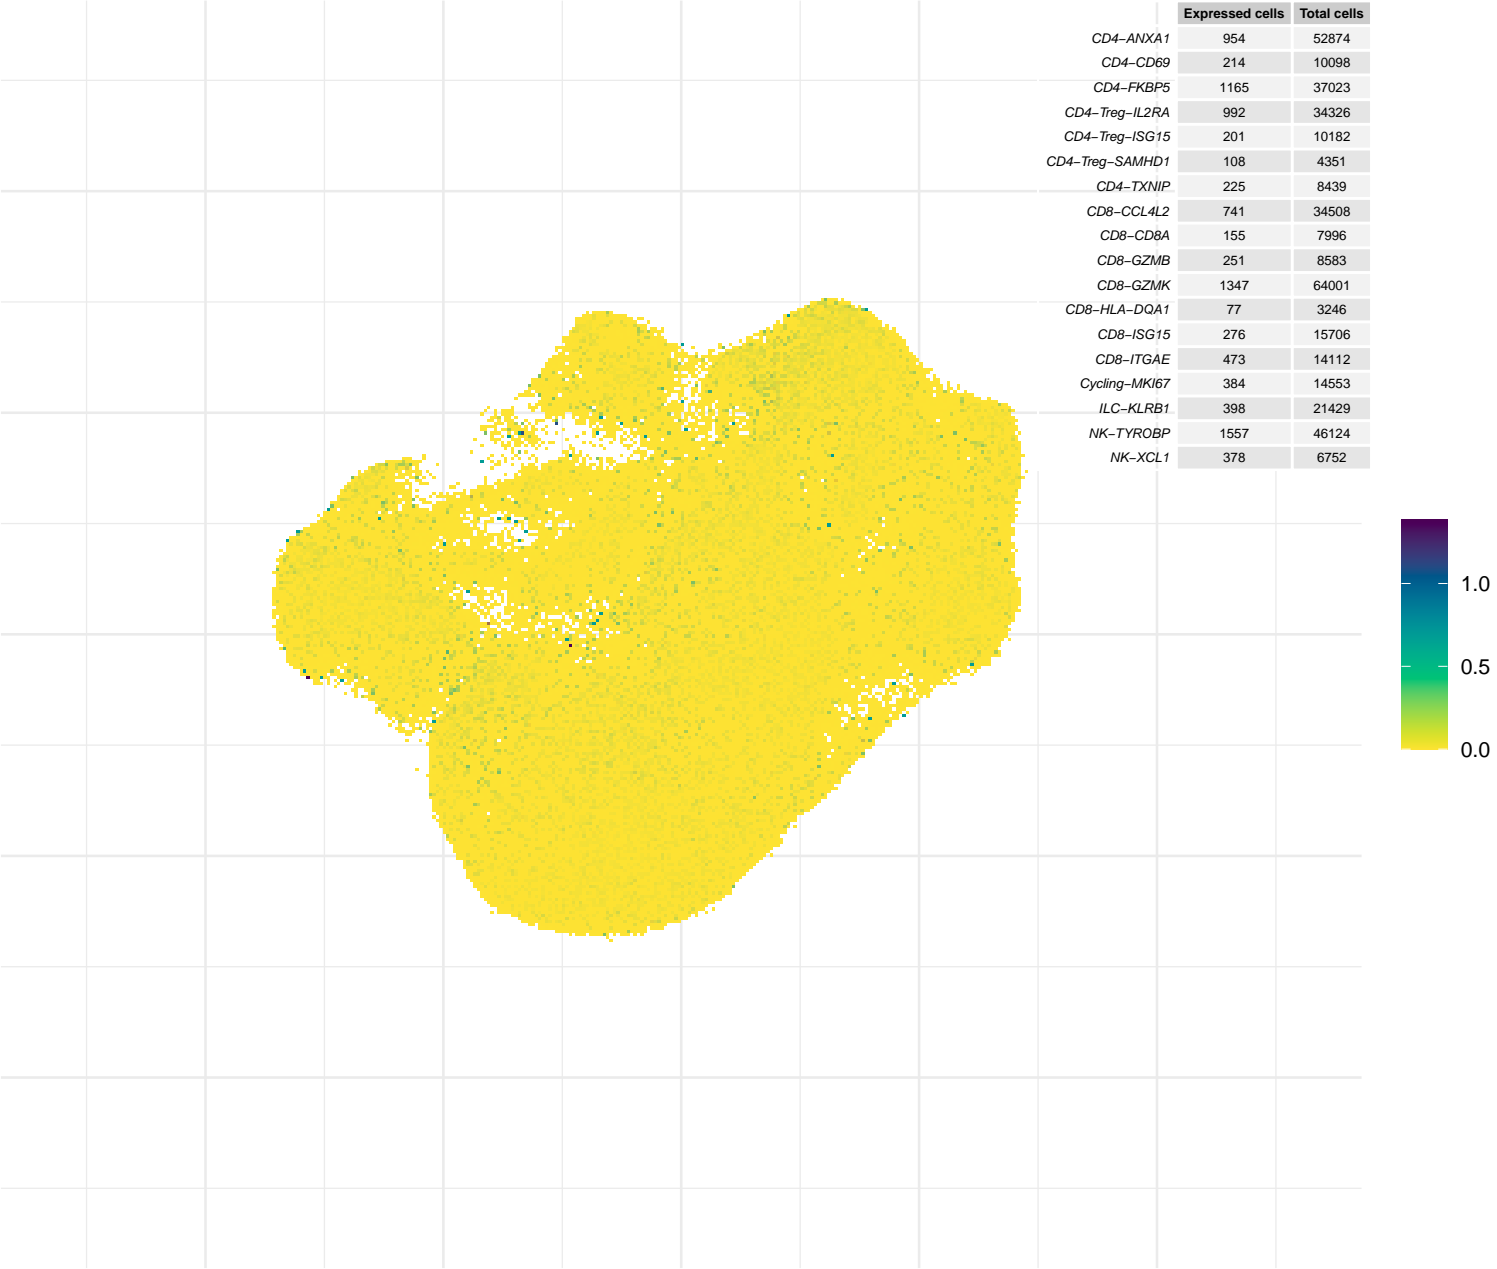 Expressed cells Total cells
CD4−ANXA1 954 52874
CD4−CD69 214 10098
CD4−FKBP5 1165 37023
CD4−Treg−IL2RA 992 34326
CD4−Treg−ISG15 201 10182
CD4−Treg−SAMHD1 108 4351
CD4−TXNIP 225 8439
CD8−CCL4L2 741 34508
CD8−CD8A 155 7996
CD8−GZMB 251 8583
CD8−GZMK 1347 64001
CD8−HLA−DQA1 77 3246
CD8−ISG15 276 15706
CD8−ITGAE 473 14112
Cycling−MKI67 384 14553
ILC−KLRB1 398 21429
NK−TYROBP 1557 46124
NK−XCL1 378 6752
1.0
0.5
0.0